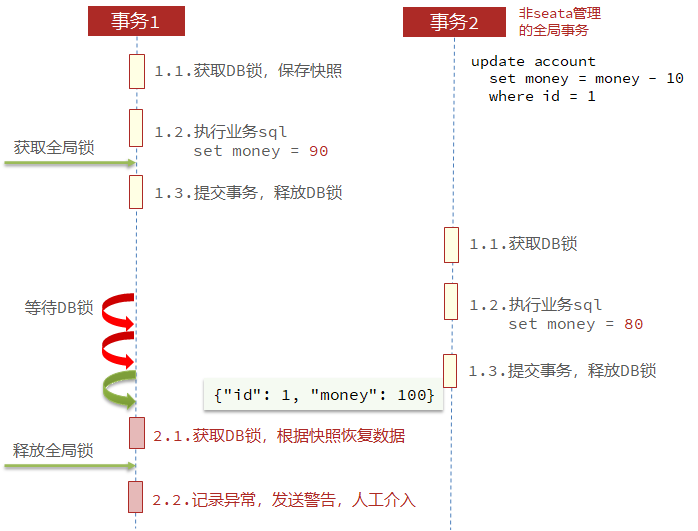 事务1
事务2
非seata管理
的全局事务
update account
set money = money - 10
where id = 1
1.1.获取DB锁，保存快照
1.2.执行业务sql
set money = 90
获取全局锁
1.3.提交事务，释放DB锁
1.1.获取DB锁
等待DB锁
1.2.执行业务sql
set money = 80
1.3.提交事务，释放DB锁
{"id": 1, "money": 100}
2.1.获取DB锁，根据快照恢复数据
释放全局锁
2.2.记录异常，发送警告，人工介入